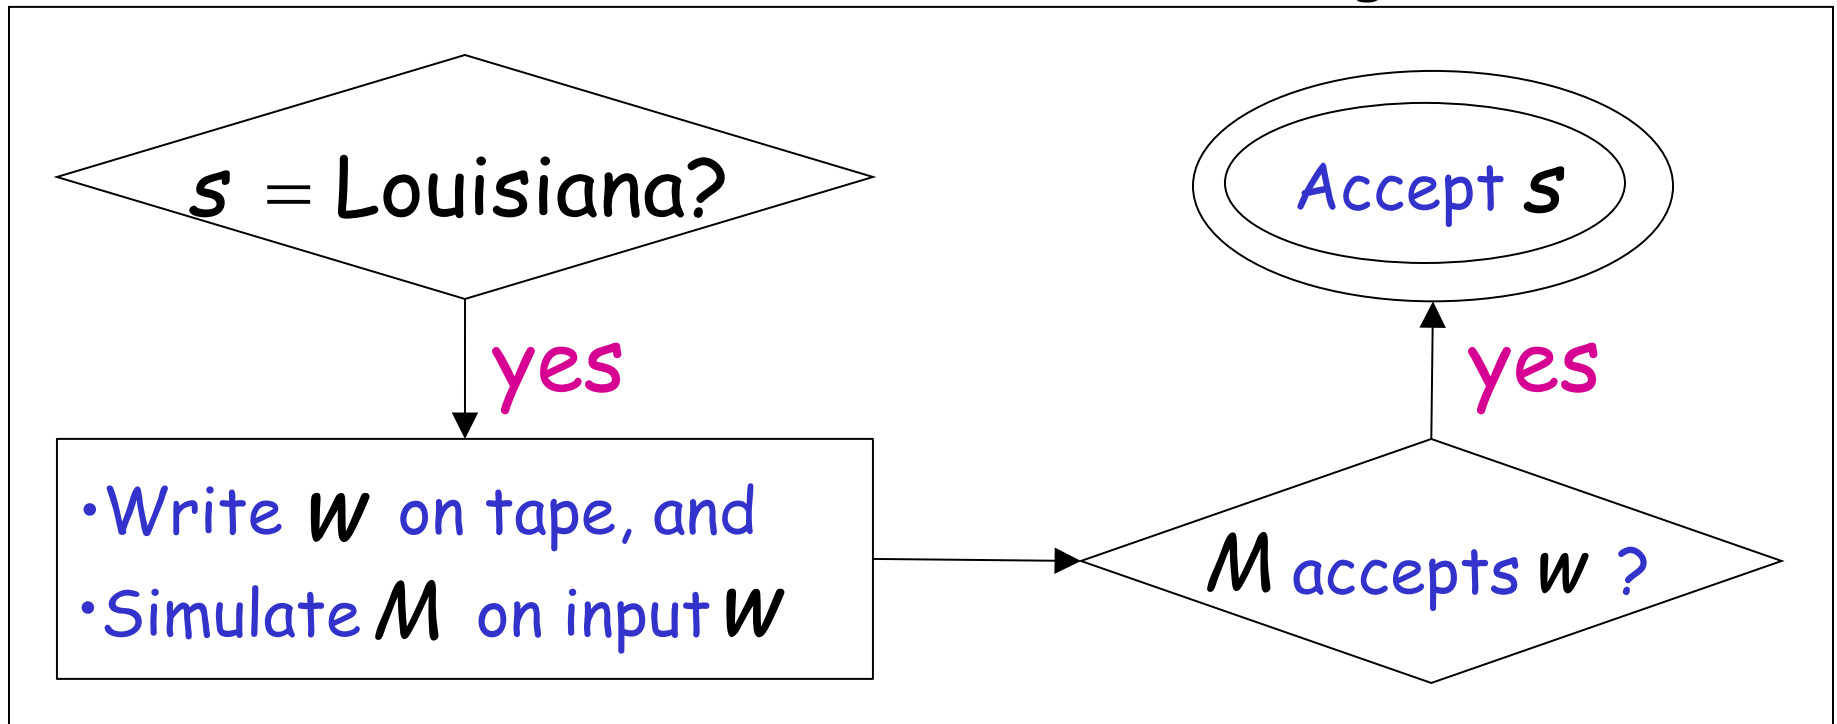 s = Louisiana?
yes
•Write w on tape, and
•Simulate M on input w
M accepts w ?
yes
Accept s